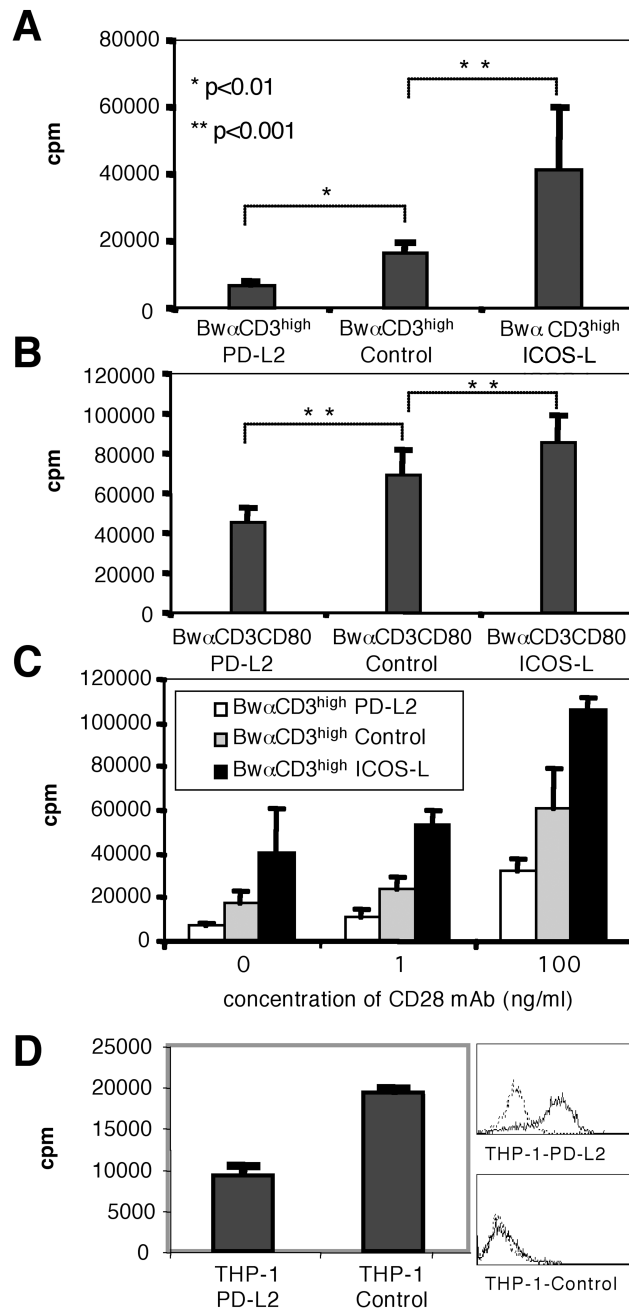 A
80000
60000
40000
20000
0
cpm
* p<0.01
** p<0.001
*
* *
BwαCD3high BwαCD3high Bwα CD3high
PD-L2 Control ICOS-L
B
120000
100000
80000
60000
40000
20000
0
cpm
* *
* *
BwαCD3CD80 BwαCD3CD80 BwαCD3CD80
PD-L2 Control ICOS-L
C
120000
100000
80000
60000
40000
20000
0
cpm
BwαCD3high PD-L2
BwαCD3high Control
BwαCD3high ICOS-L
0 1 100
concentration of CD28 mAb (ng/ml)
D
25000
20000
15000
10000
5000
0
cpm
THP-1 THP-1
PD-L2 Control
THP-1-PD-L2
THP-1-Control